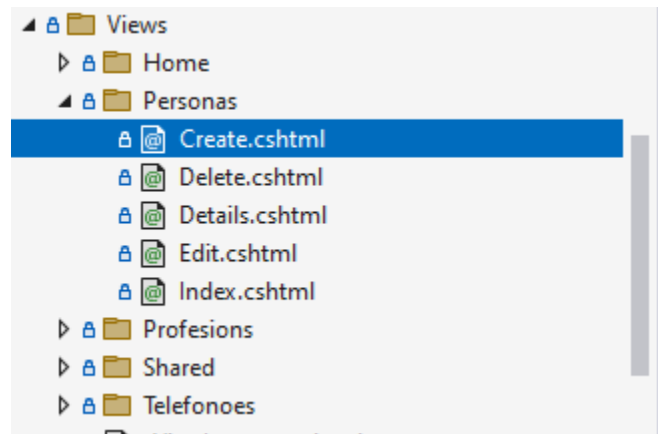 Views
Home
Personas
Create.cshtml
Delete.cshtml
Details.cshtml
Edit.cshtml
Index.cshtml
Profesions
Shared
Telefonoes